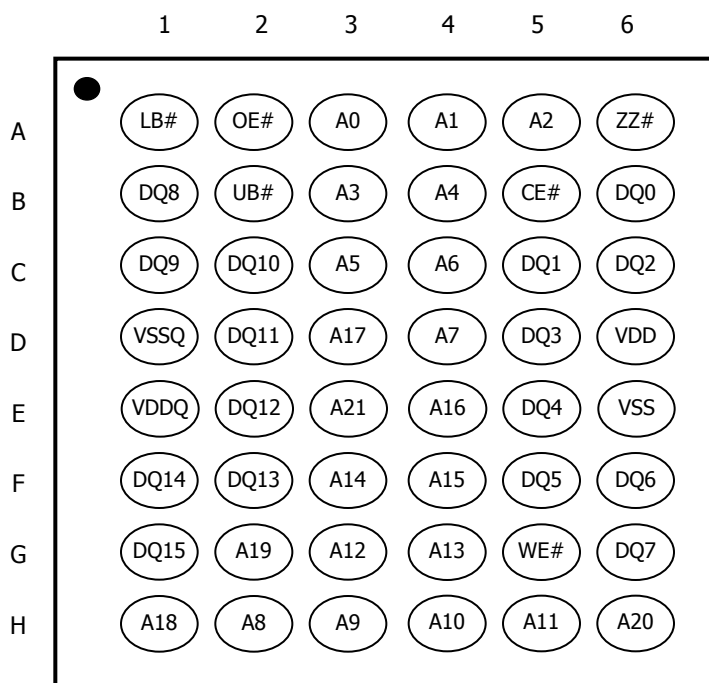 1 2 3 4 5 6
A LB# OE# A0 A1 A2 ZZ#
B DQ8 UB# A3 A4 CE# DQ0
C DQ9 DQ10 A5 A6 DQ1 DQ2
D VSSQ DQ11 A17 A7 DQ3 VDD
E VDDQ DQ12 A21 A16 DQ4 VSS
F DQ14 DQ13 A14 A15 DQ5 DQ6
G DQ15 A19 A12 A13 WE# DQ7
H A18 A8 A9 A10 A11 A20